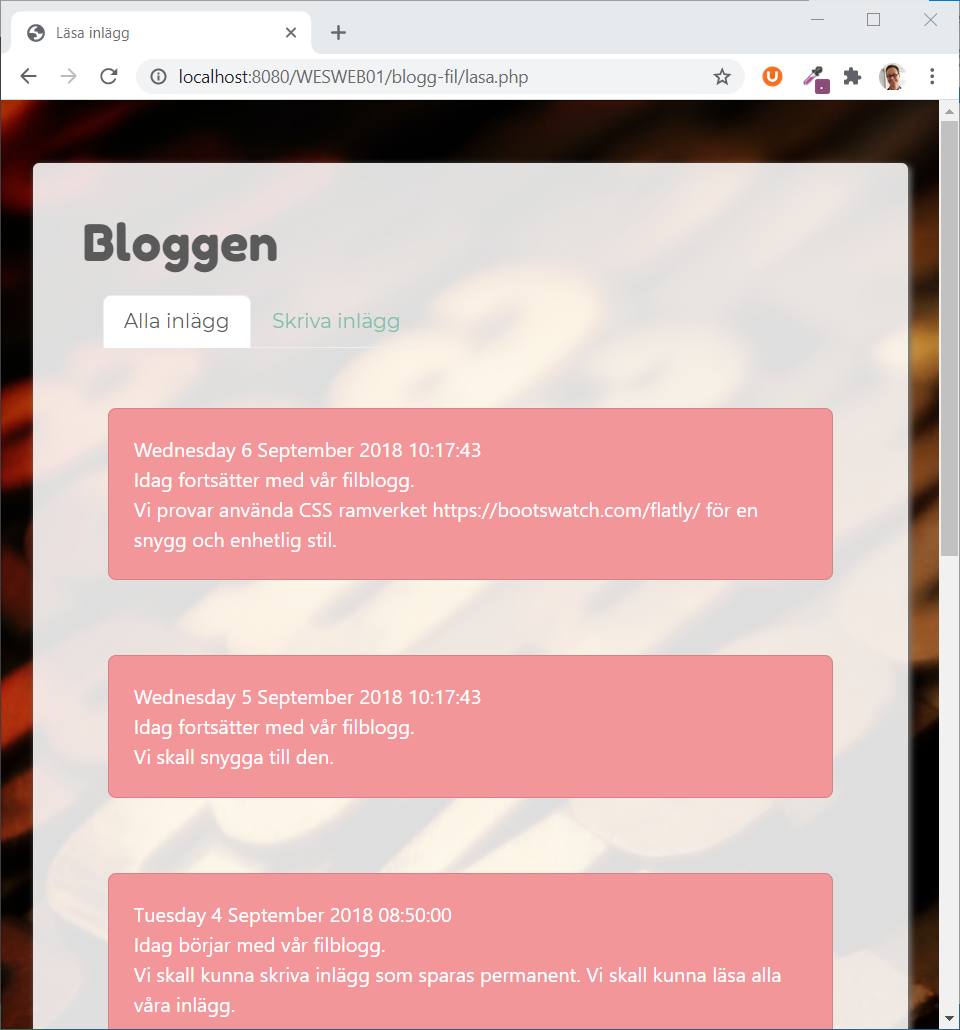 Läsa inlägg
localhost:8080/WESWEB01/blogg-fil/lasa.php
Bloggen
Alla inlägg
Skriva inlägg
Wednesday 6 September 2018 10:17:43
Idag fortsätter med vår filblogg.
Vi provar använda CSS ramverket https://bootswatch.com/flatly/ för en
snygg och enhetlig stil.
Wednesday 5 September 2018 10:17:43
Idag fortsätter med vår filblogg.
Vi skall snygga till den.
Tuesday 4 September 2018 08:50:00
Idag börjar med vår filblogg.
Vi skall kunna skriva inlägg som sparas permanent. Vi skall kunna läsa alla
våra inlägg.